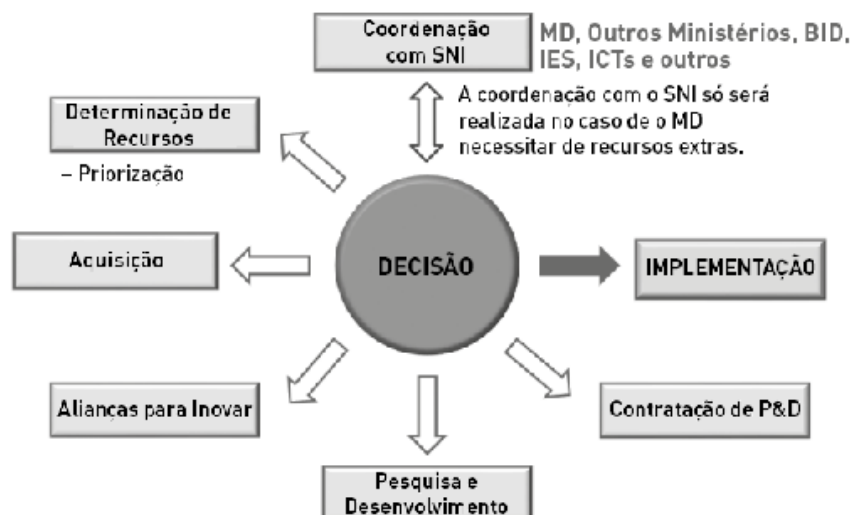 Coordenação
com SNI
MD, Outros Ministérios, BID,
IES, ICTs e outros
A coordenação com o SNI só será
realizada no caso de o MD
necessitar de recursos extras.
Determinação de
Recursos
– Priorização
Aquisição
DECISÃO
IMPLEMENTAÇÃO
Alianças para Inovar
Contratação de P&D
Pesquisa e
Desenvolvimento